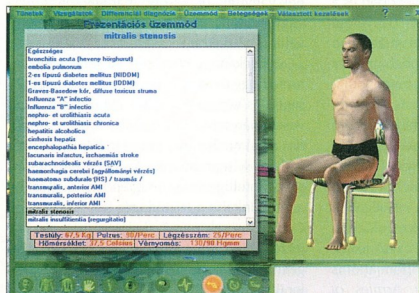 Tünetek Vizsgálatok Differenciál diagnózis Üzemmód Betegségek Választott kezelések ?
Prezentációs üzemmód
mitralis stenosis
Egészséges
bronchitis acuta (heveny hörghurut)
embolia pulmonum
2-es típusú diabetes mellitus (NIDDM)
1-es típusú diabetes mellitus (IDDM)
Graves-Basedow kór, diffuse toxicus struma
Influenza "A" infectio
Influenza "B" infectio
nephro- et urolithiasis acuta
nephro- et urolithiasis chronica
hepatitis alcoholica
cirrhosis hepatis
encephalopathia hepatica
lacunaris infarctus, ischaemiás stroke
subarachnoidealis vérzés (SAV)
haemorrhagia cerebri (agyállományi vérzés)
haematoma subdurale (HS) / traumás /
transmuralis, anterior AMI
transmuralis, posterior AMI
transmuralis, inferior AMI
mitralis stenosis
mitralis insuffitientia (regurgitatio)
Testsúly: 67,5 Kg Pulzus: 90/Perc Légzésszám: 26/Perc
Hőmérséklet: 37,5 Celsius Vérnyomás: 130/90 Hgmm